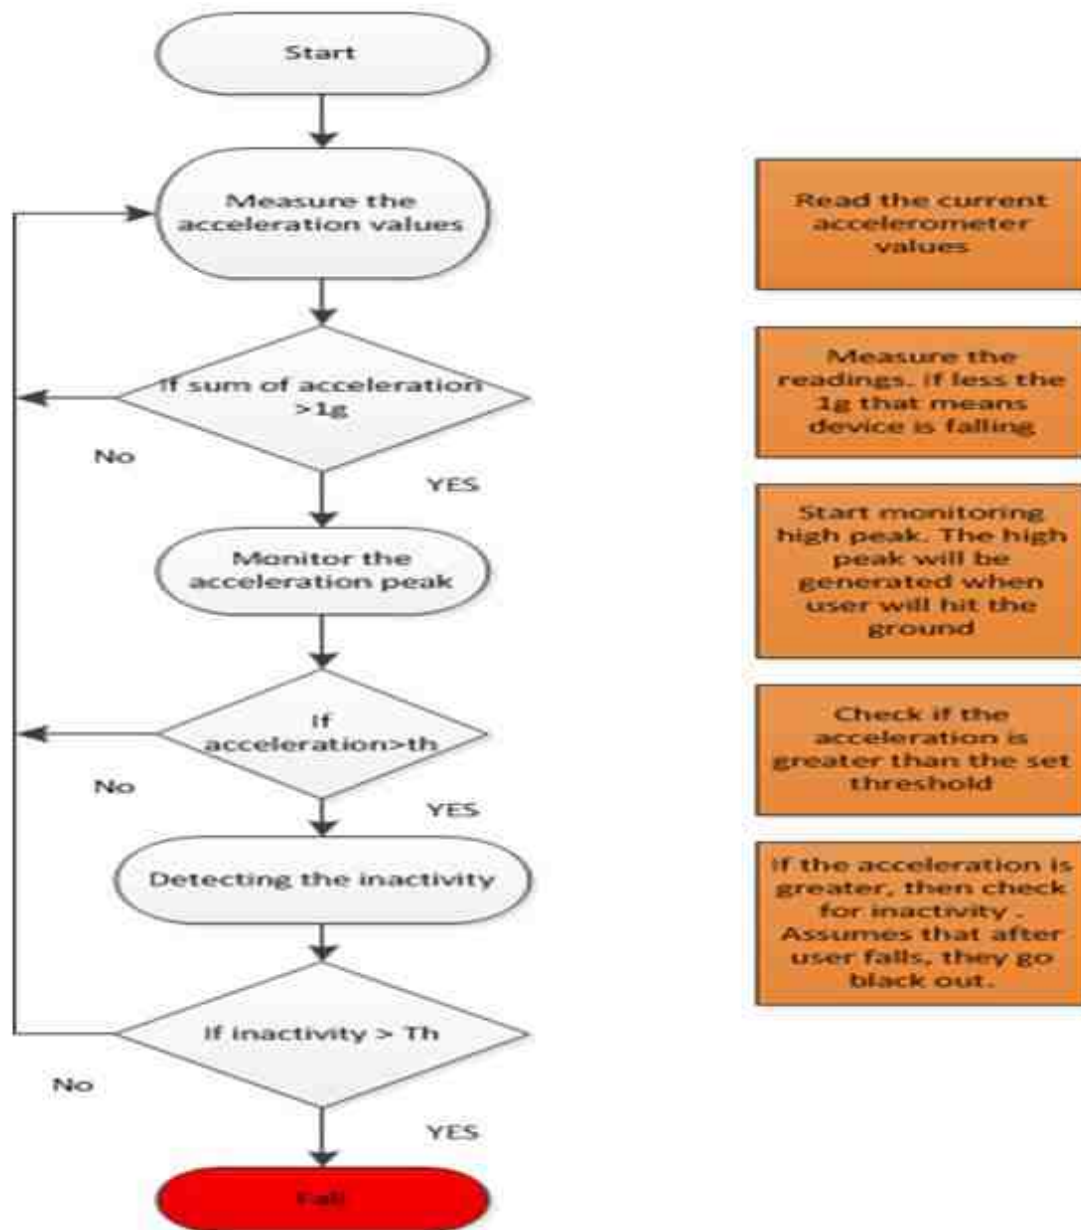 Start
Measure the
acceleration values
If sum of acceleration
>1g
No
YES
Monitor the
acceleration peak
If
acceleration>th
No
YES
Detecting the inactivity
If inactivity > Th
No
YES
Fall
Read the current
accelerometer
values
Measure the
readings. if less the
1g that means
device is falling
Start monitoring
high peak. The high
peak will be
generated when
user will hit the
ground
Check if the
acceleration is
greater than the set
threshold
If the acceleration is
greater, then check
for inactivity .
Assumes that after
user falls, they go
black out.